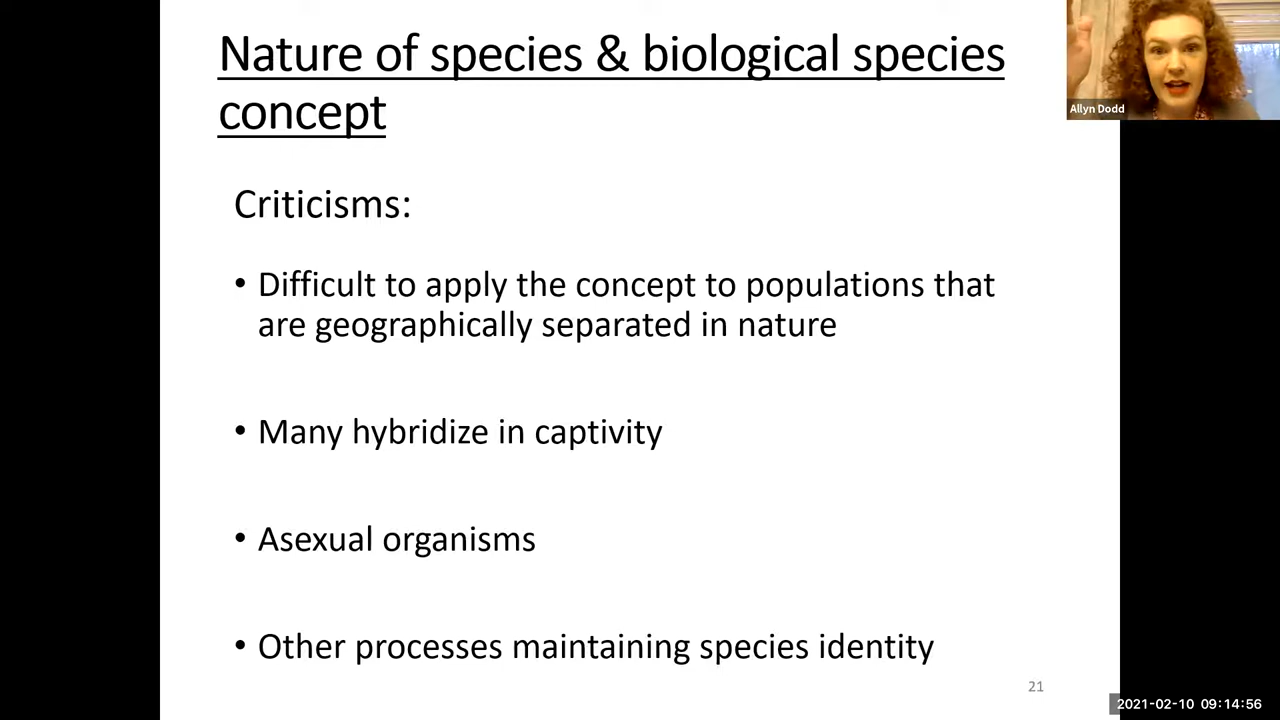 Nature of species & biological species
concept
Allyn Dodd
Criticisms:
• Difficult to apply the concept to populations that
are geographically separated in nature
• Many hybridize in captivity
• Asexual organisms
• Other processes maintaining species identity
21
2021-02-10 09:14:56